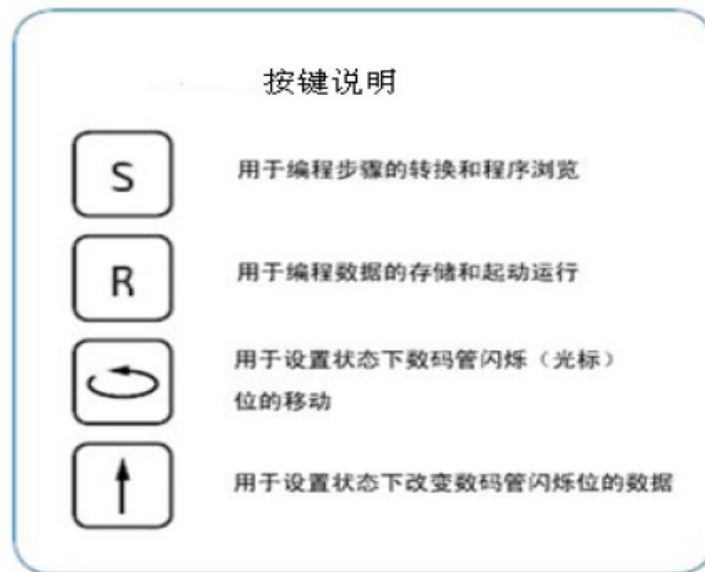 按键说明
S
用于编程步骤的转换和程序浏览
R
用于编程数据的存储和起动运行
用于设置状态下数码管闪烁（光标）
位的移动
用于设置状态下改变数码管闪烁位的数据